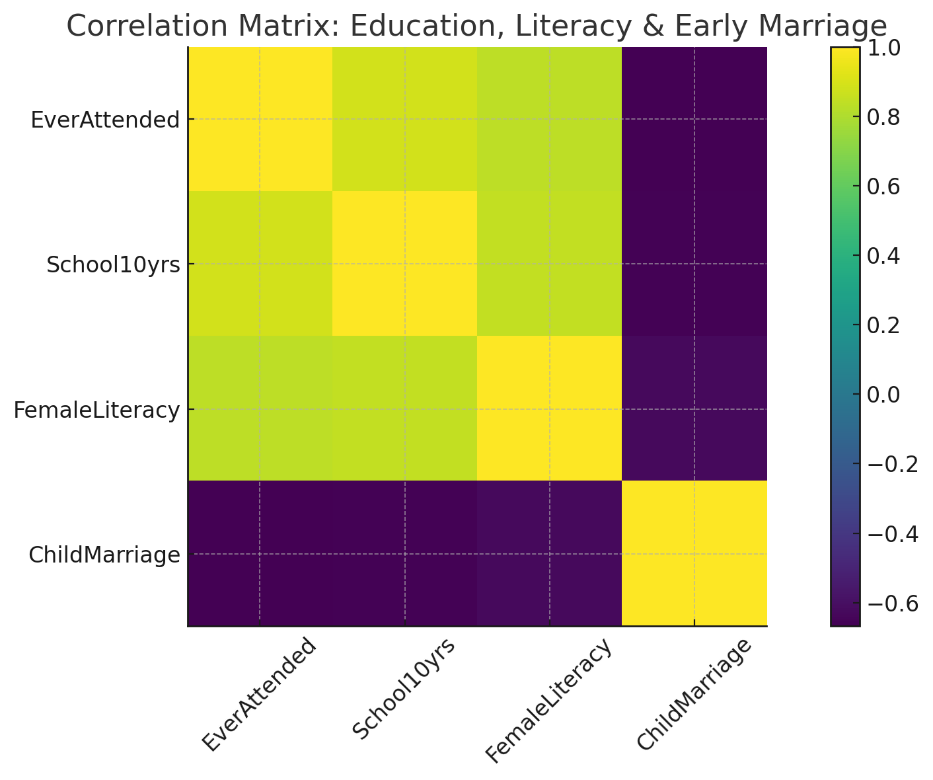 Correlation Matrix: Education, Literacy & Early Marriage
EverAttended
School10yrs
FemaleLiteracy
ChildMarriage
EverAttended
School10yrs
FemaleLiteracy
ChildMarriage
1.0
0.8
0.6
0.4
0.2
0.0
−0.2
−0.4
−0.6